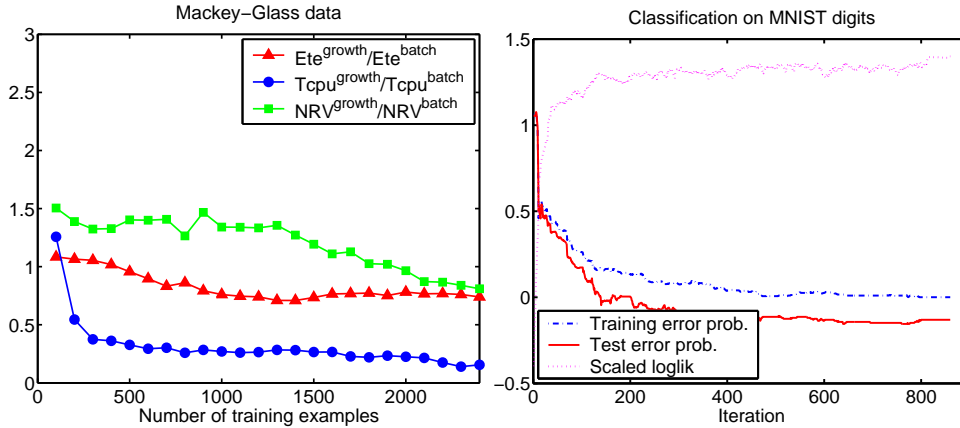 Mackey−Glass data
3
2.5
2
1.5
1
0.5
0
Ete^growth/Ete^batch
Tcpu^growth/Tcpu^batch
NRV^growth/NRV^batch
0 500 1000 1500 2000
Number of training examples
Classification on MNIST digits
1.5
1
0.5
0
−0.5
Training error prob.
Test error prob.
Scaled loglik
0 200 400 600 800
Iteration